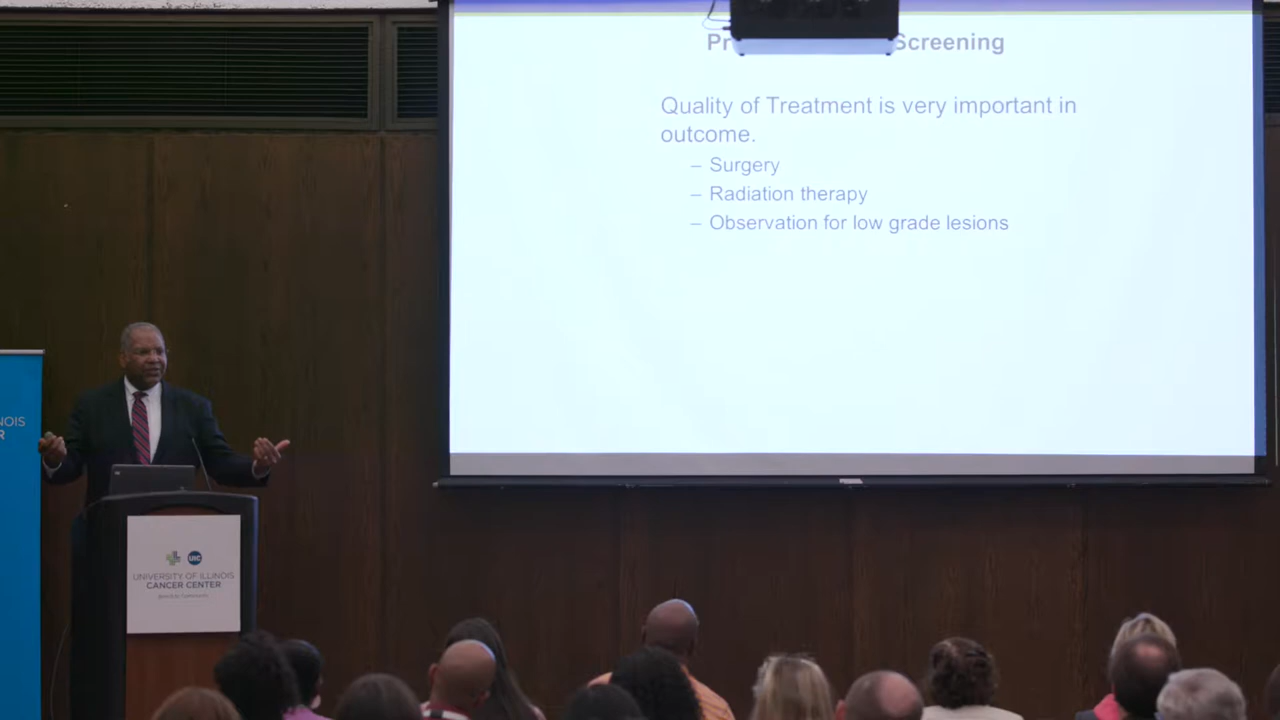 Pr Screening
Quality of Treatment is very important in
outcome.
– Surgery
– Radiation therapy
– Observation for low grade lesions
NOIS
R
UIC
UNIVERSITY OF ILLINOIS
CANCER CENTER